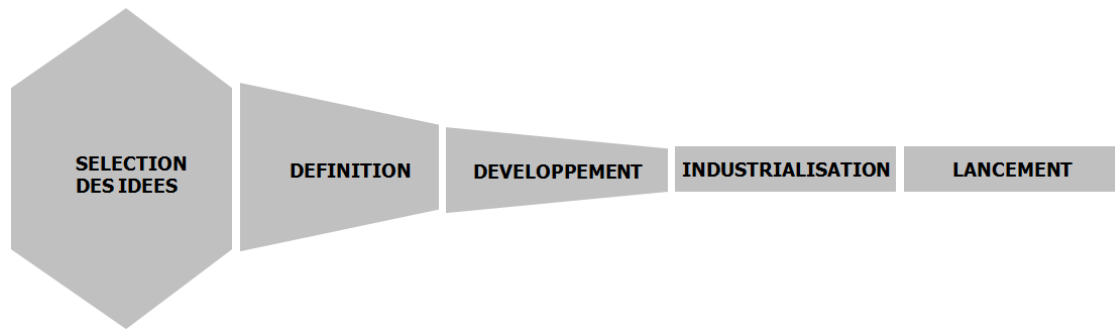 SELECTION
DES IDEES
DEFINITION
DEVELOPPEMENT
INDUSTRIALISATION
LANCEMENT